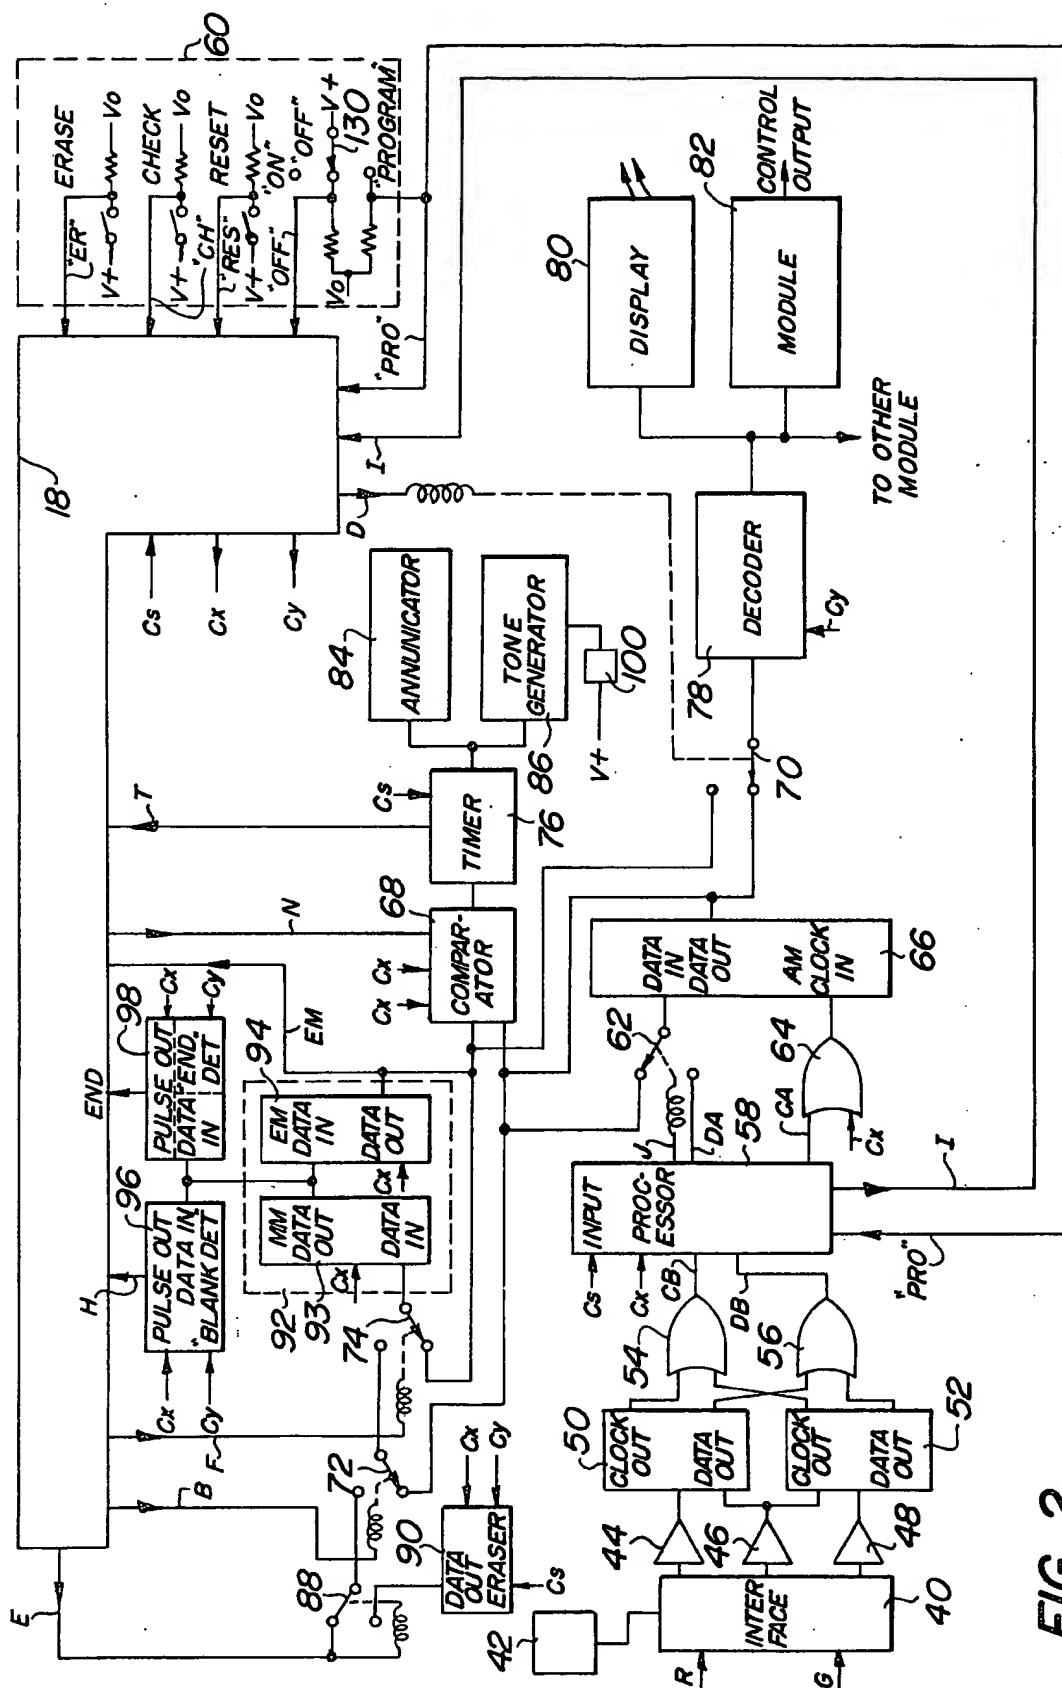 60
ERASE
Vo
V+
"ER"
CHECK
Vo
V+
"CH"
RESET
Vo
V+
"RES"
"ON"
"OFF"
"OFF"
V+
130
Vo
"PROGRAM"
"PRO"
18
I
D
Cs
Cx
Cy
80
DISPLAY
82
MODULE
CONTROL
OUTPUT
TO OTHER
MODULE
84
ANNUNICATOR
TONE
GENERATOR
86
100
V+
78
DECODER
Cy
70
T
Cs
TIMER
76
N
68
Cx
Cx
COMPAR-
ATOR
EM
END
98
Cx
Cy
PULSE OUT
DATA "END"
IN DET
94
EM
DATA
IN
DATA
OUT
Cx
H
96
PULSE OUT
DATA IN
"BLANK DET"
Cx
Cy
MM
DATA
OUT
DATA
IN
Cx
93
92
74
F
B
72
E
88
90
DATA
OUT
ERASER
Cx
Cy
Cs
62
DATA
IN
DATA
OUT
AM
CLOCK
IN
66
64
CA
Cx
J
DA
58
INPUT
PROC-
ESSOR
Cs
Cx
CB
DB
I
"PRO"
54
56
50
CLOCK
OUT
DATA
OUT
CLOCK
OUT
DATA
OUT
52
44
46
48
42
INTER
FACE
40
R
G
FIG. 2